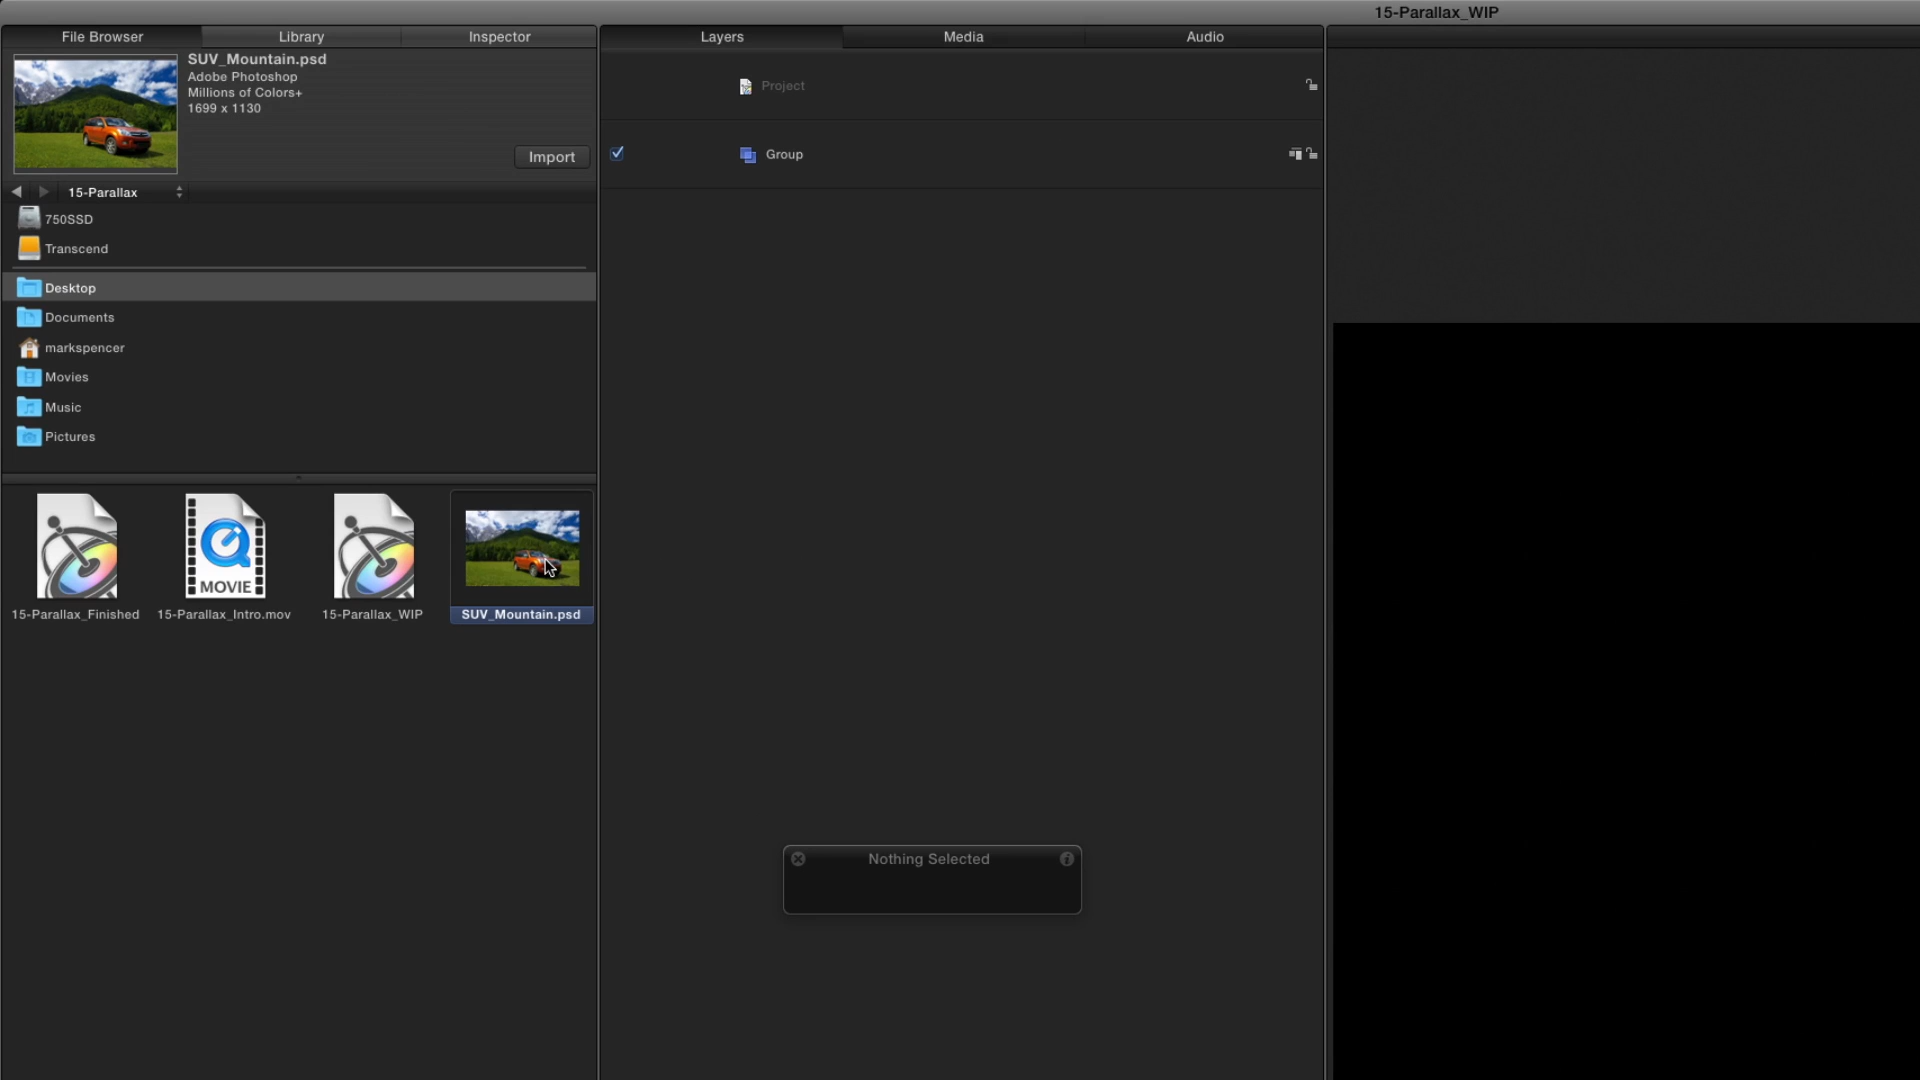 15-Parallax_WIP
File Browser
Library
Inspector
Layers
Media
Audio
SUV_Mountain.psd
Adobe Photoshop
Millions of Colors+
1699 x 1130
Import
Project
Group
15-Parallax
750SSD
Transcend
Desktop
Documents
markspencer
Movies
Music
Pictures
MOVIE
15-Parallax_Finished
15-Parallax_Intro.mov
15-Parallax_WIP
SUV_Mountain.psd
Nothing Selected